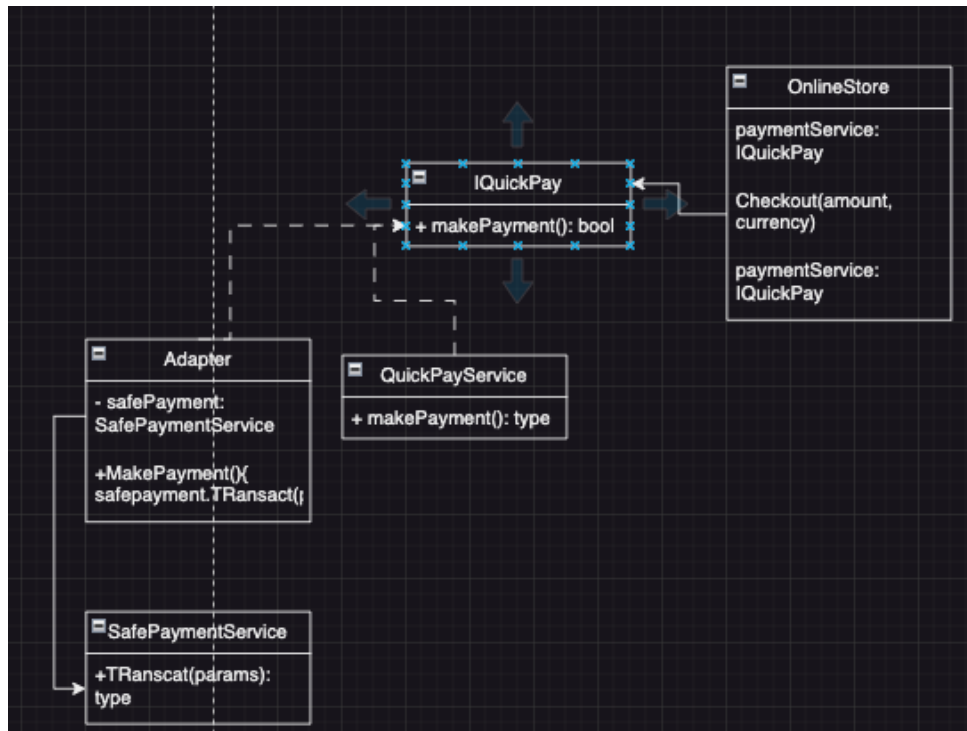 OnlineStore
paymentService:
IQuickPay
Checkout(amount,
currency)
paymentService:
IQuickPay
IQuickPay
+ makePayment(): bool
Adapter
- safePayment:
SafePaymentService
+MakePayment(){
safepayment.TRansact(
QuickPayService
+ makePayment(): type
SafePaymentService
+TRanscat(params):
type